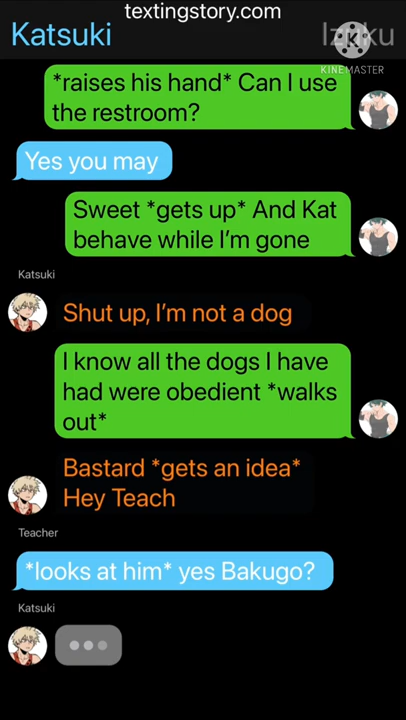 textingstory.com
Katsuki
Izuku
KINEMASTER
*raises his hand* Can I use
the restroom?
Yes you may
Sweet *gets up* And Kat
behave while I'm gone
Katsuki
Shut up, I'm not a dog
I know all the dogs I have
had were obedient *walks
out*
Bastard *gets an idea*
Hey Teach
Teacher
*looks at him* yes Bakugo?
Katsuki